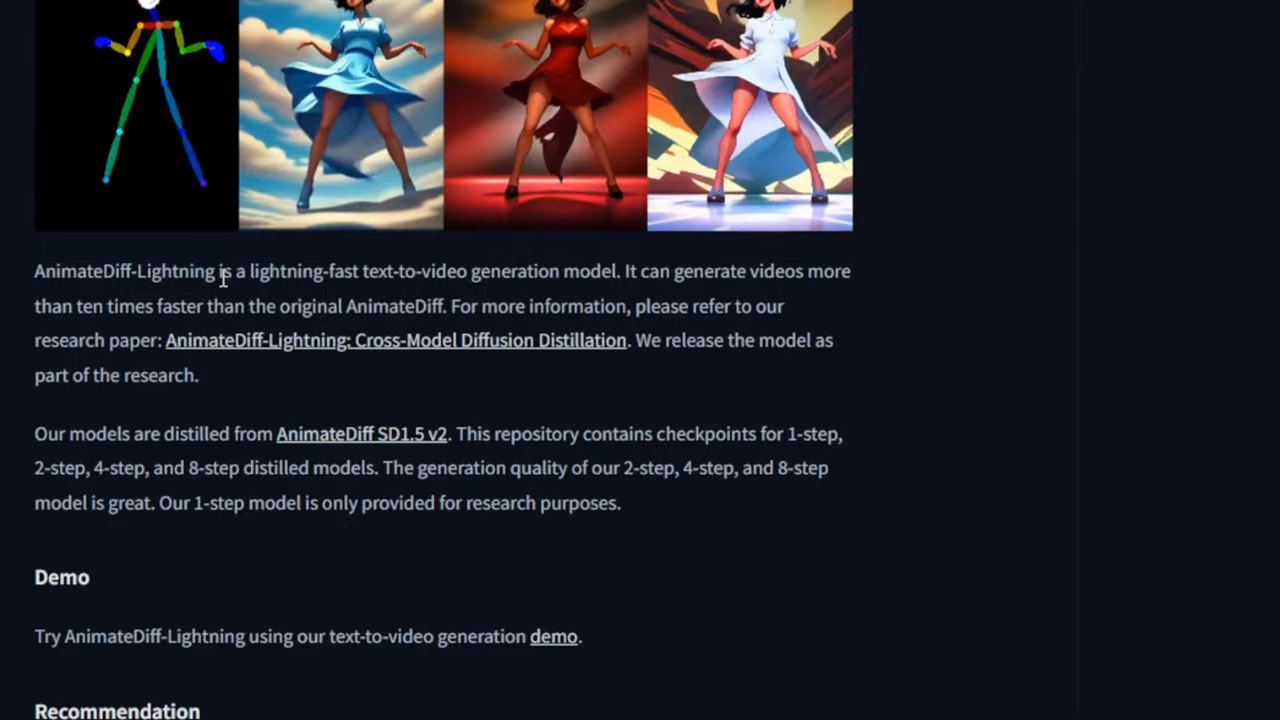 AnimateDiff-Lightning is a lightning-fast text-to-video generation model. It can generate videos more
than ten times faster than the original AnimateDiff. For more information, please refer to our
research paper: AnimateDiff-Lightning: Cross-Model Diffusion Distillation. We release the model as
part of the research.
Our models are distilled from AnimateDiff SD1.5 v2. This repository contains checkpoints for 1-step,
2-step, 4-step, and 8-step distilled models. The generation quality of our 2-step, 4-step, and 8-step
model is great. Our 1-step model is only provided for research purposes.
Demo
Try AnimateDiff-Lightning using our text-to-video generation demo.
Recommendation